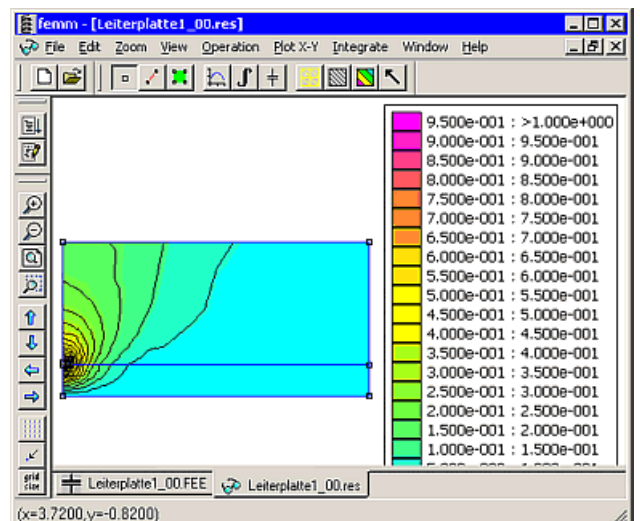 femm - [Leiterplatte1_00.res]
File Edit Zoom View Operation Plot X-Y Integrate Window Help
9.500e-001 : >1.000e+000
9.000e-001 : 9.500e-001
8.500e-001 : 9.000e-001
8.000e-001 : 8.500e-001
7.500e-001 : 8.000e-001
7.000e-001 : 7.500e-001
6.500e-001 : 7.000e-001
6.000e-001 : 6.500e-001
5.500e-001 : 6.000e-001
5.000e-001 : 5.500e-001
4.500e-001 : 5.000e-001
4.000e-001 : 4.500e-001
3.500e-001 : 4.000e-001
3.000e-001 : 3.500e-001
2.500e-001 : 3.000e-001
2.000e-001 : 2.500e-001
1.500e-001 : 2.000e-001
1.000e-001 : 1.500e-001
grid size
Leiterplatte1_00.FEE
Leiterplatte1_00.res
(x=3.7200,y=-0.8200)